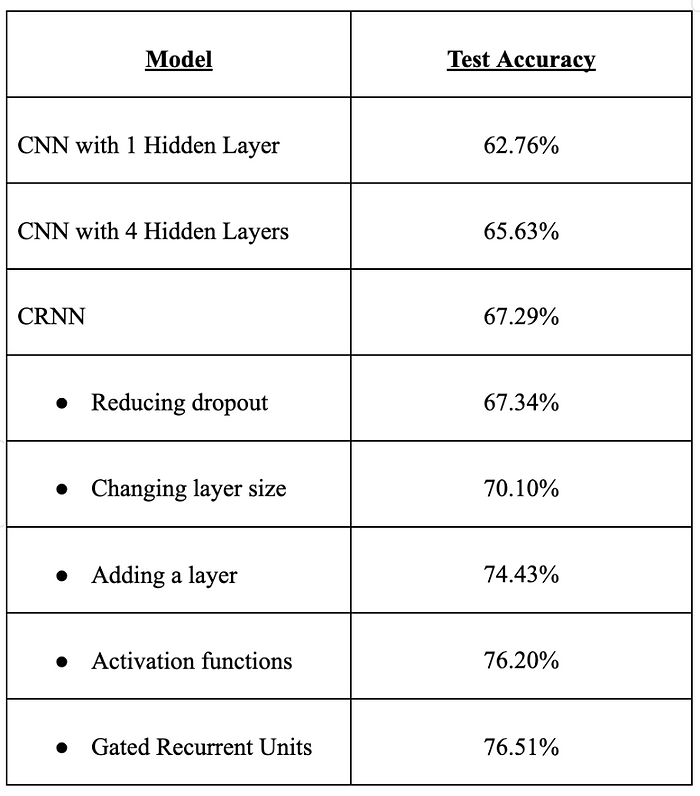 Model Test Accuracy
CNN with 1 Hidden Layer 62.76%
CNN with 4 Hidden Layers 65.63%
CRNN 67.29%
● Reducing dropout 67.34%
● Changing layer size 70.10%
● Adding a layer 74.43%
● Activation functions 76.20%
● Gated Recurrent Units 76.51%